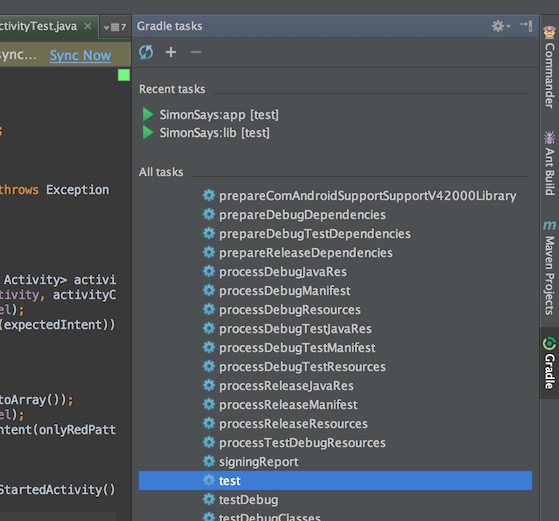 ctivityTest.java
7
Gradle tasks
sync... Sync Now
Recent tasks
SimonSays:app [test]
SimonSays:lib [test]
All tasks
;
throws Exception
Activity> activi
tivity, activityC
el);
(expectedIntent))
toArray());
el);
ntent(onlyRedPatt
StartedActivity()
prepareComAndroidSupportSupportV42000Library
prepareDebugDependencies
prepareDebugTestDependencies
prepareReleaseDependencies
processDebugJavaRes
processDebugManifest
processDebugResources
processDebugTestJavaRes
processDebugTestManifest
processDebugTestResources
processReleaseJavaRes
processReleaseManifest
processReleaseResources
processTestDebugResources
signingReport
test
testDebug
testDebugClasses
Commander
Ant Build
m
Maven Projects
Gradle